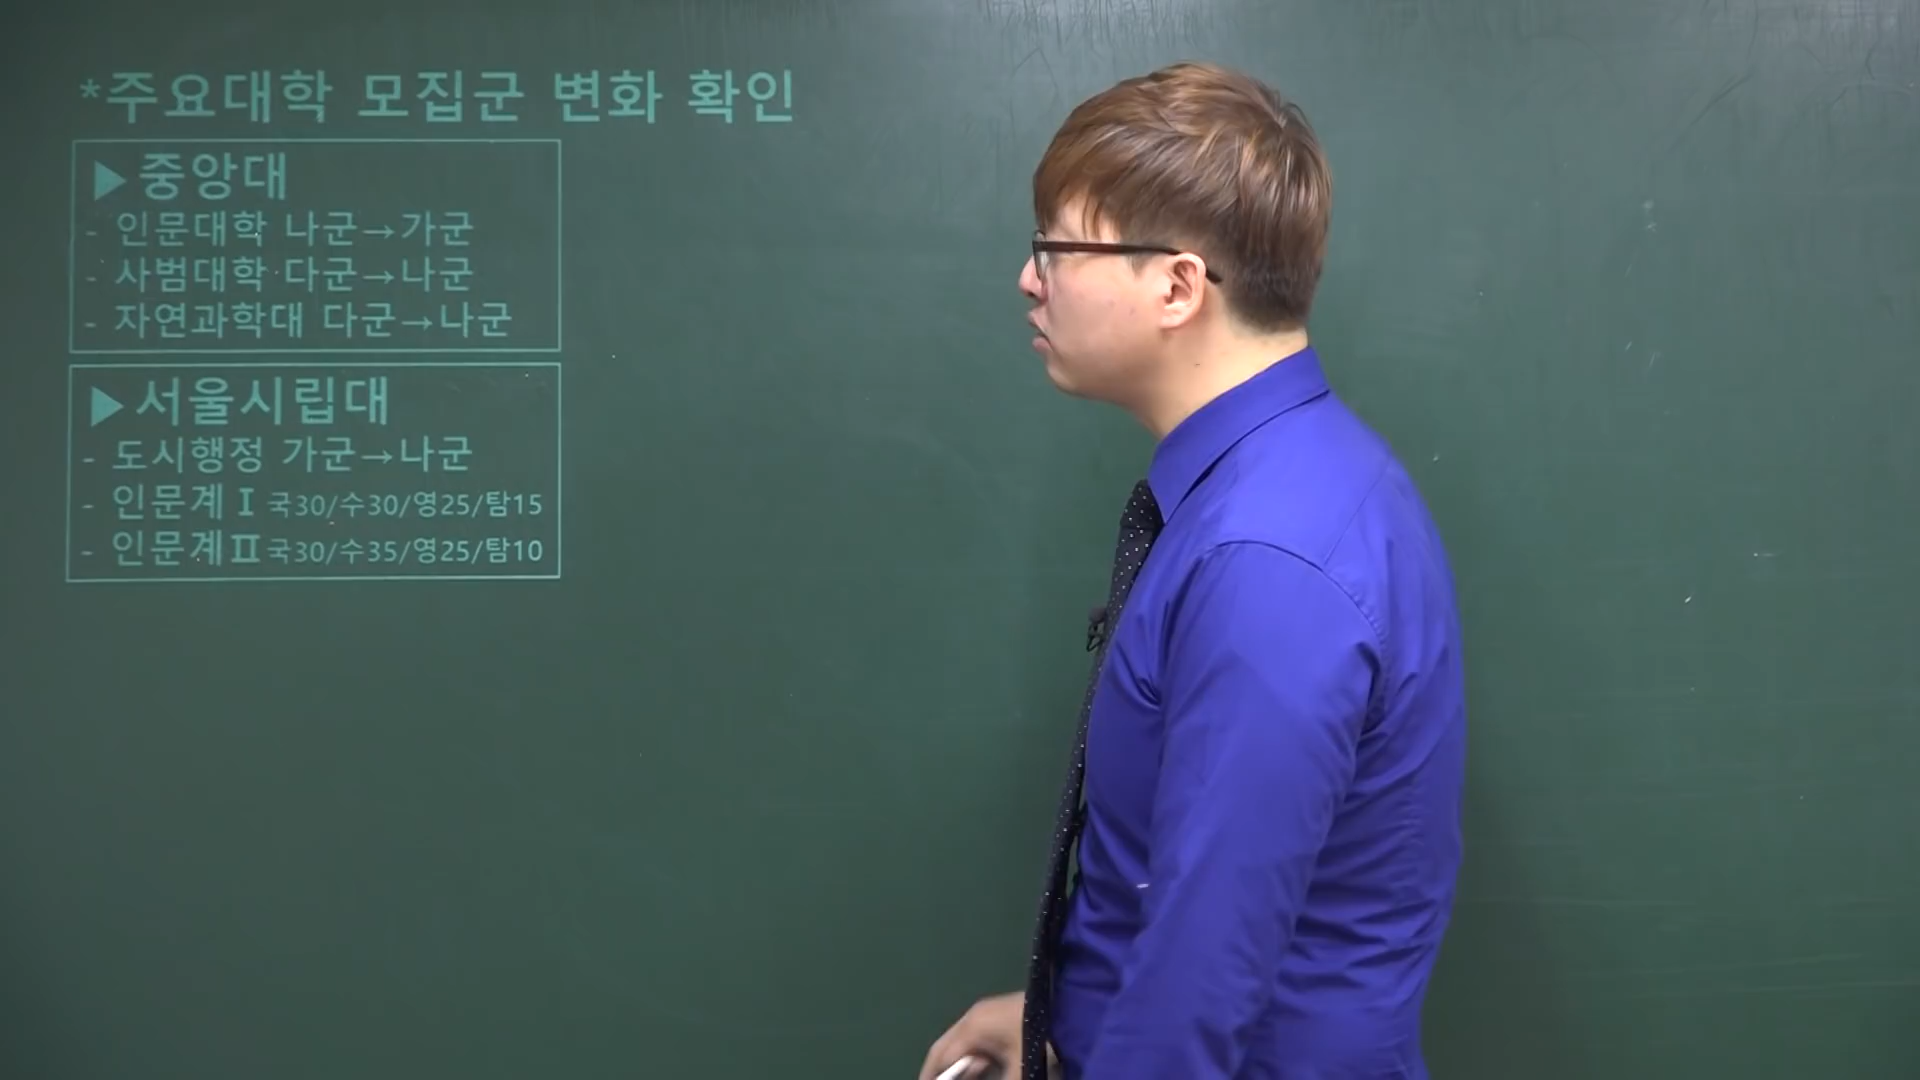 *주요대학 모집군 변화 확인
▶중앙대
- 인문대학 나군→가군
- 사범대학 다군→나군
- 자연과학대 다군→나군
▶서울시립대
- 도시행정 가군→나군
- 인문계Ⅰ 국30/수30/영25/탐15
- 인문계Ⅱ 국30/수35/영25/탐10